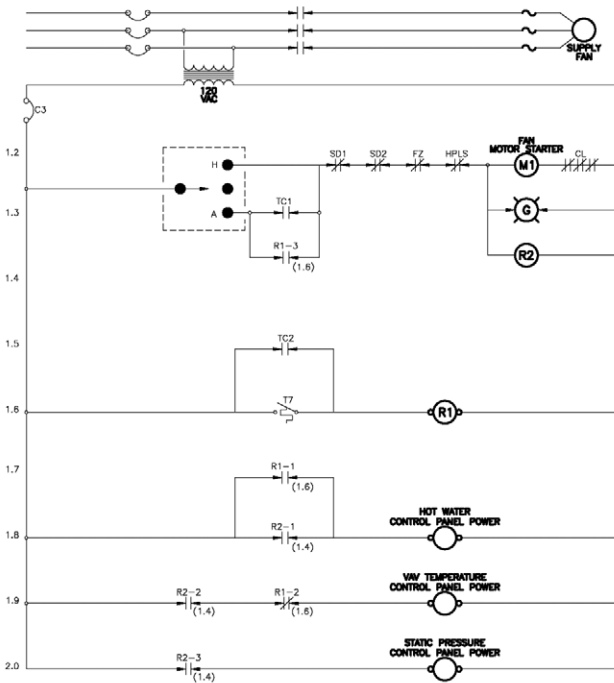 SUPPLY
FAN
120
VAC
C3
1.2
H
SD1 SD2 FZ HPLS
FAN
MOTOR STARTER
M1
CL
1.3
A
TC1
G
R1-3
(1.6)
R2
1.4
1.5
TC2
1.6
T7
R1
1.7
R1-1
(1.6)
1.8
R2-1
(1.4)
HOT WATER
CONTROL PANEL POWER
1.9
R2-2
(1.4)
R1-2
(1.6)
VAV TEMPERATURE
CONTROL PANEL POWER
2.0
R2-3
(1.4)
STATIC PRESSURE
CONTROL PANEL POWER